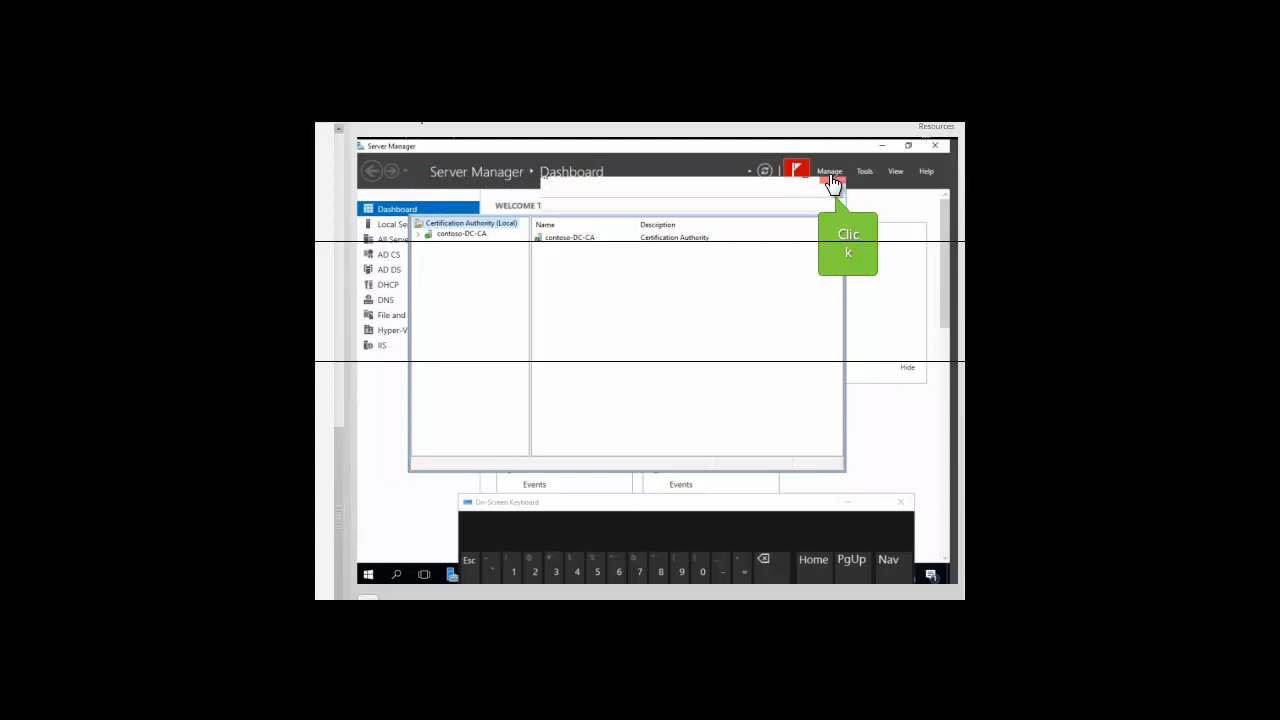 Resources
Server Manager
Server Manager • Dashboard
Manage Tools View Help
Dashboard
WELCOME T
Local Se
All Serve
AD CS
AD DS
DHCP
DNS
File and
Hyper-V
IIS
Certification Authority (Local)
contoso-DC-CA
Name Description
contoso-DC-CA Certification Authority
Clic
k
Hide
Events Events
On-Screen Keyboard
Esc ` 1 2 3 4 5 6 7 8 9 0 - = Home PgUp Nav